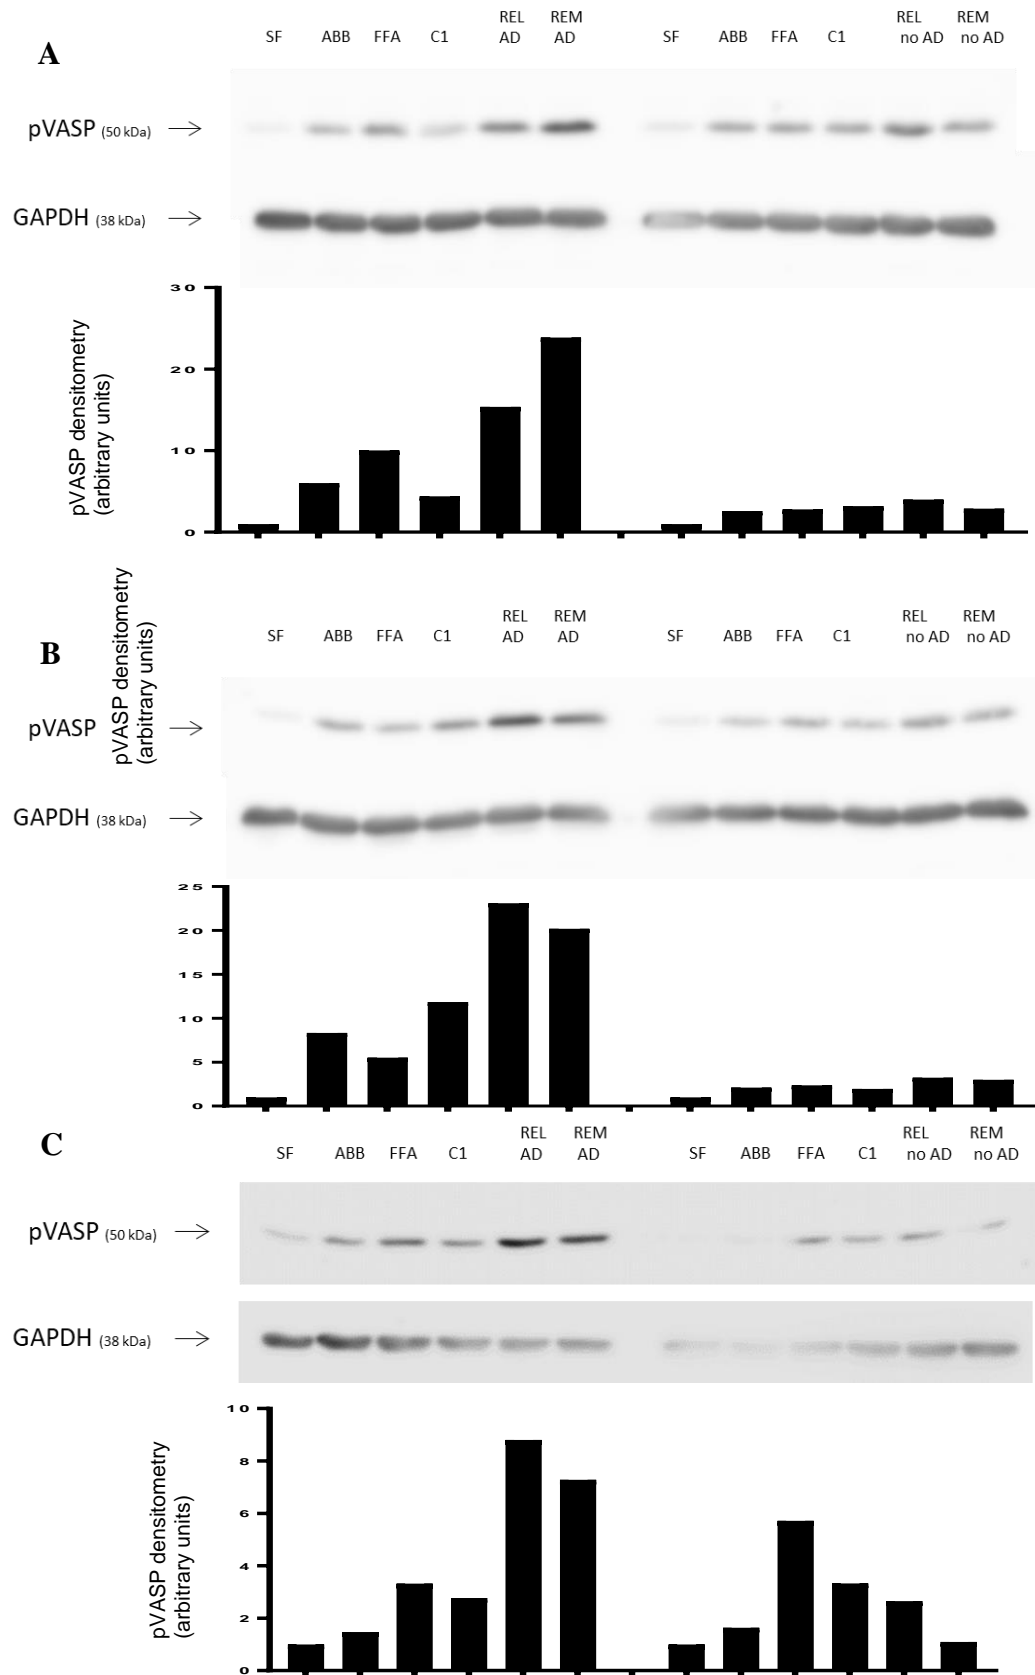 A
SF ABB FFA C1 REL AD REM AD SF ABB FFA C1 REL no AD REM no AD
pVASP (50 kDa)
GAPDH (38 kDa)
pVASP densitometry
(arbitrary units)
30
20
10
0
B
SF ABB FFA C1 REL AD REM AD SF ABB FFA C1 REL no AD REM no AD
pVASP
GAPDH (38 kDa)
pVASP densitometry
(arbitrary units)
25
20
15
10
5
0
C
SF ABB FFA C1 REL AD REM AD SF ABB FFA C1 REL no AD REM no AD
pVASP (50 kDa)
GAPDH (38 kDa)
pVASP densitometry
(arbitrary units)
10
8
6
4
2
0